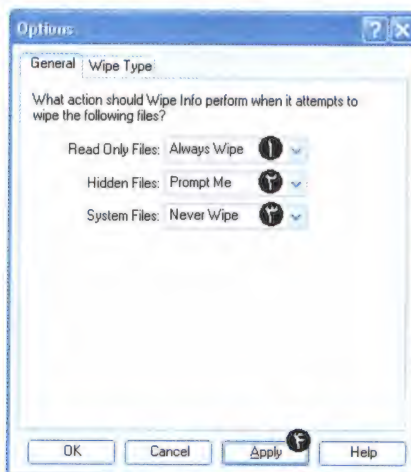 Options
General Wipe Type
What action should Wipe Info perform when it attempts to
wipe the following files?
Read Only Files: Always Wipe ۱
Hidden Files: Prompt Me ۲
System Files: Never Wipe ۳
OK Cancel Apply ۴ Help